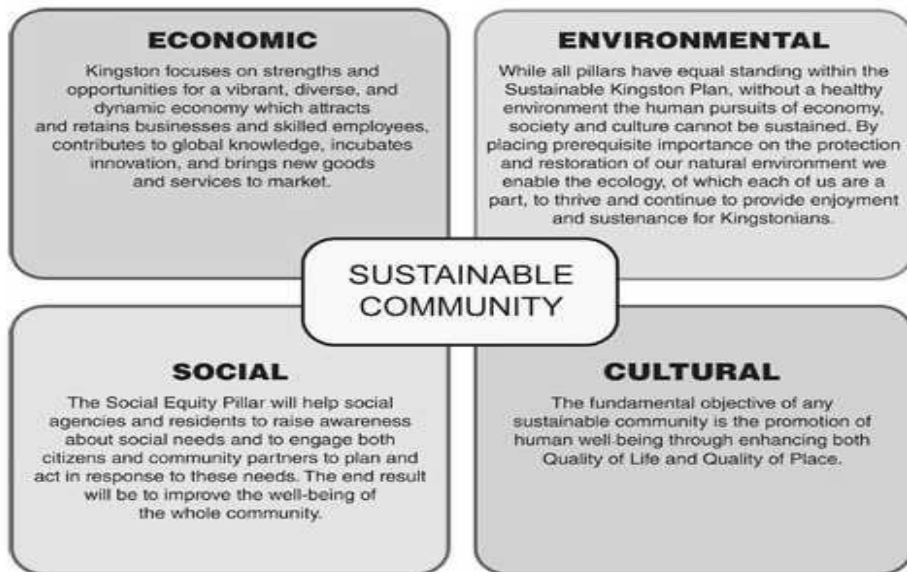 ECONOMIC
Kingston focuses on strengths and
opportunities for a vibrant, diverse, and
dynamic economy which attracts
and retains businesses and skilled employees,
contributes to global knowledge, incubates
innovation, and brings new goods
and services to market.
ENVIRONMENTAL
While all pillars have equal standing within the
Sustainable Kingston Plan, without a healthy
environment the human pursuits of economy,
society and culture cannot be sustained. By
placing prerequisite importance on the protection
and restoration of our natural environment we
enable the ecology, of which each of us are a
part, to thrive and continue to provide enjoyment
and sustenance for Kingstonians.
SUSTAINABLE
COMMUNITY
SOCIAL
The Social Equity Pillar will help social
agencies and residents to raise awareness
about social needs and to engage both
citizens and community partners to plan and
act in response to these needs. The end result
will be to improve the well-being of
the whole community.
CULTURAL
The fundamental objective of any
sustainable community is the promotion of
human well-being through enhancing both
Quality of Life and Quality of Place.